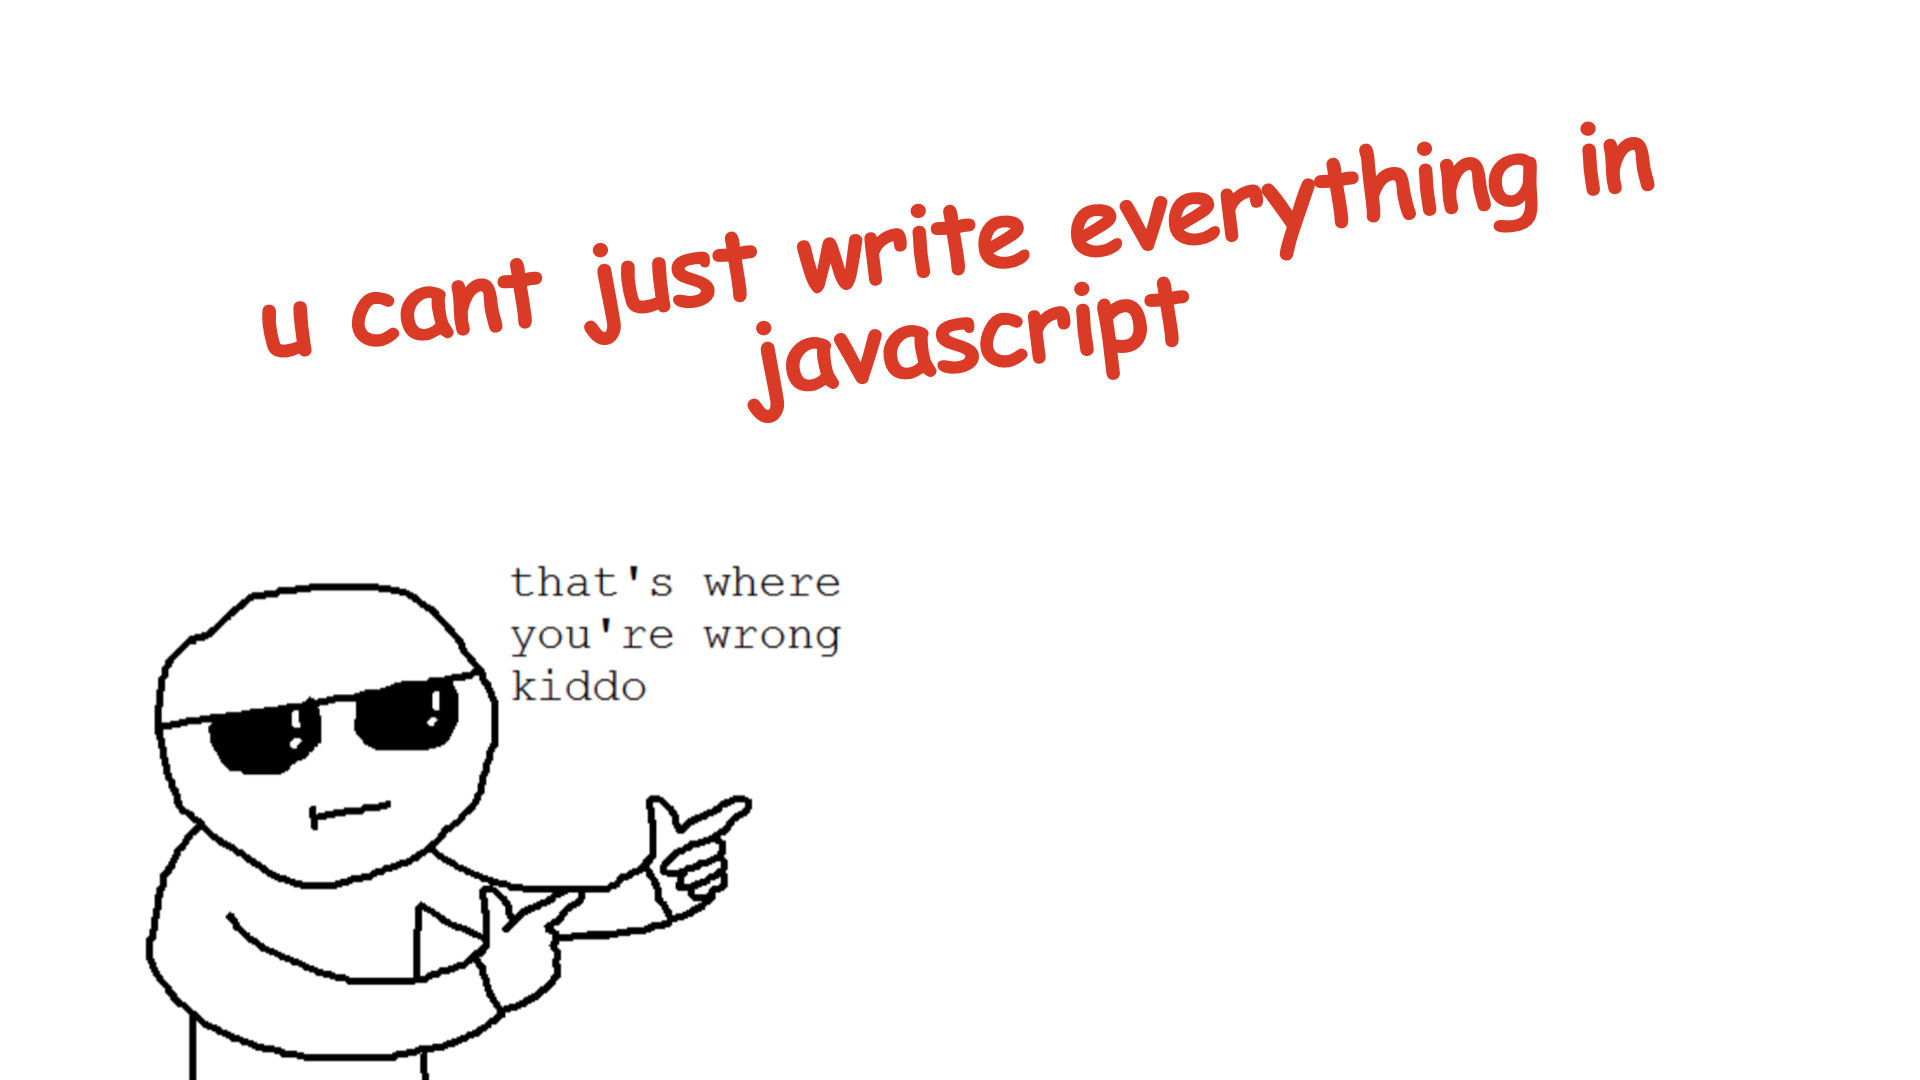 u cant just write everything in
javascript
that's where
you're wrong
kiddo